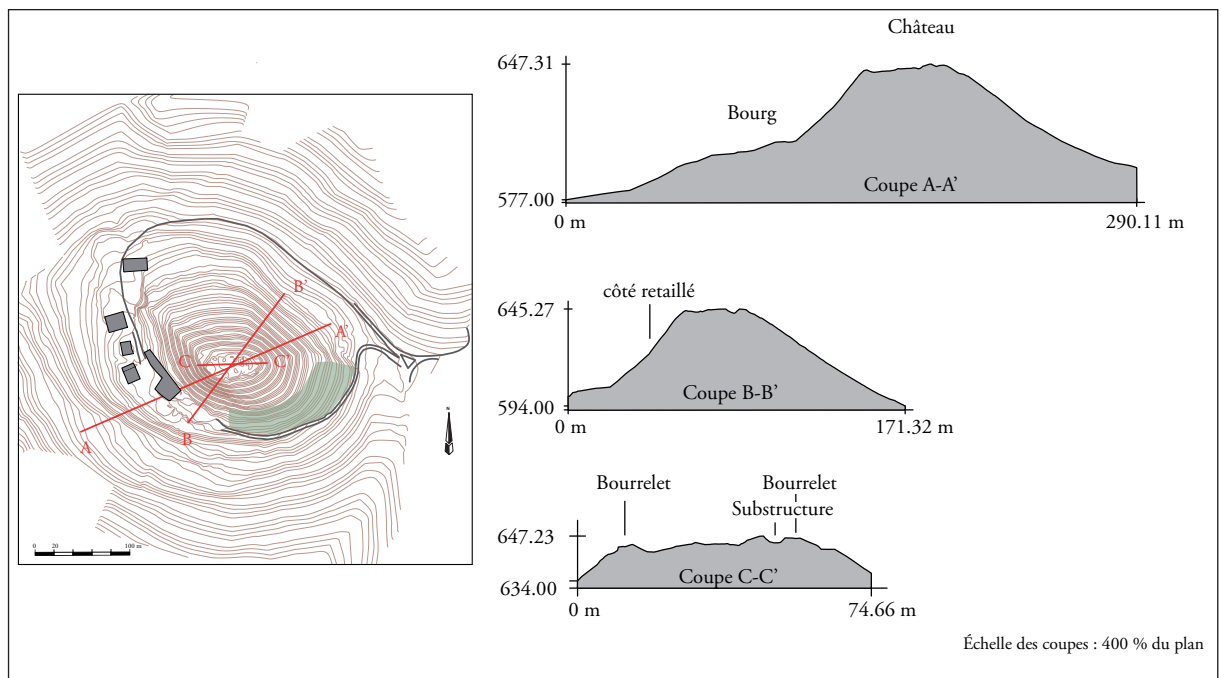 Château
647.31
Bourg
Coupe A-A’
577.00
0 m
290.11 m
B'
A'
C
C'
B
A
N
0 20 100 m
côté retaillé
645.27
Coupe B-B’
594.00
0 m
171.32 m
Bourrelet
Bourrelet
Substructure
647.23
Coupe C-C’
634.00
0 m
74.66 m
Échelle des coupes : 400 % du plan